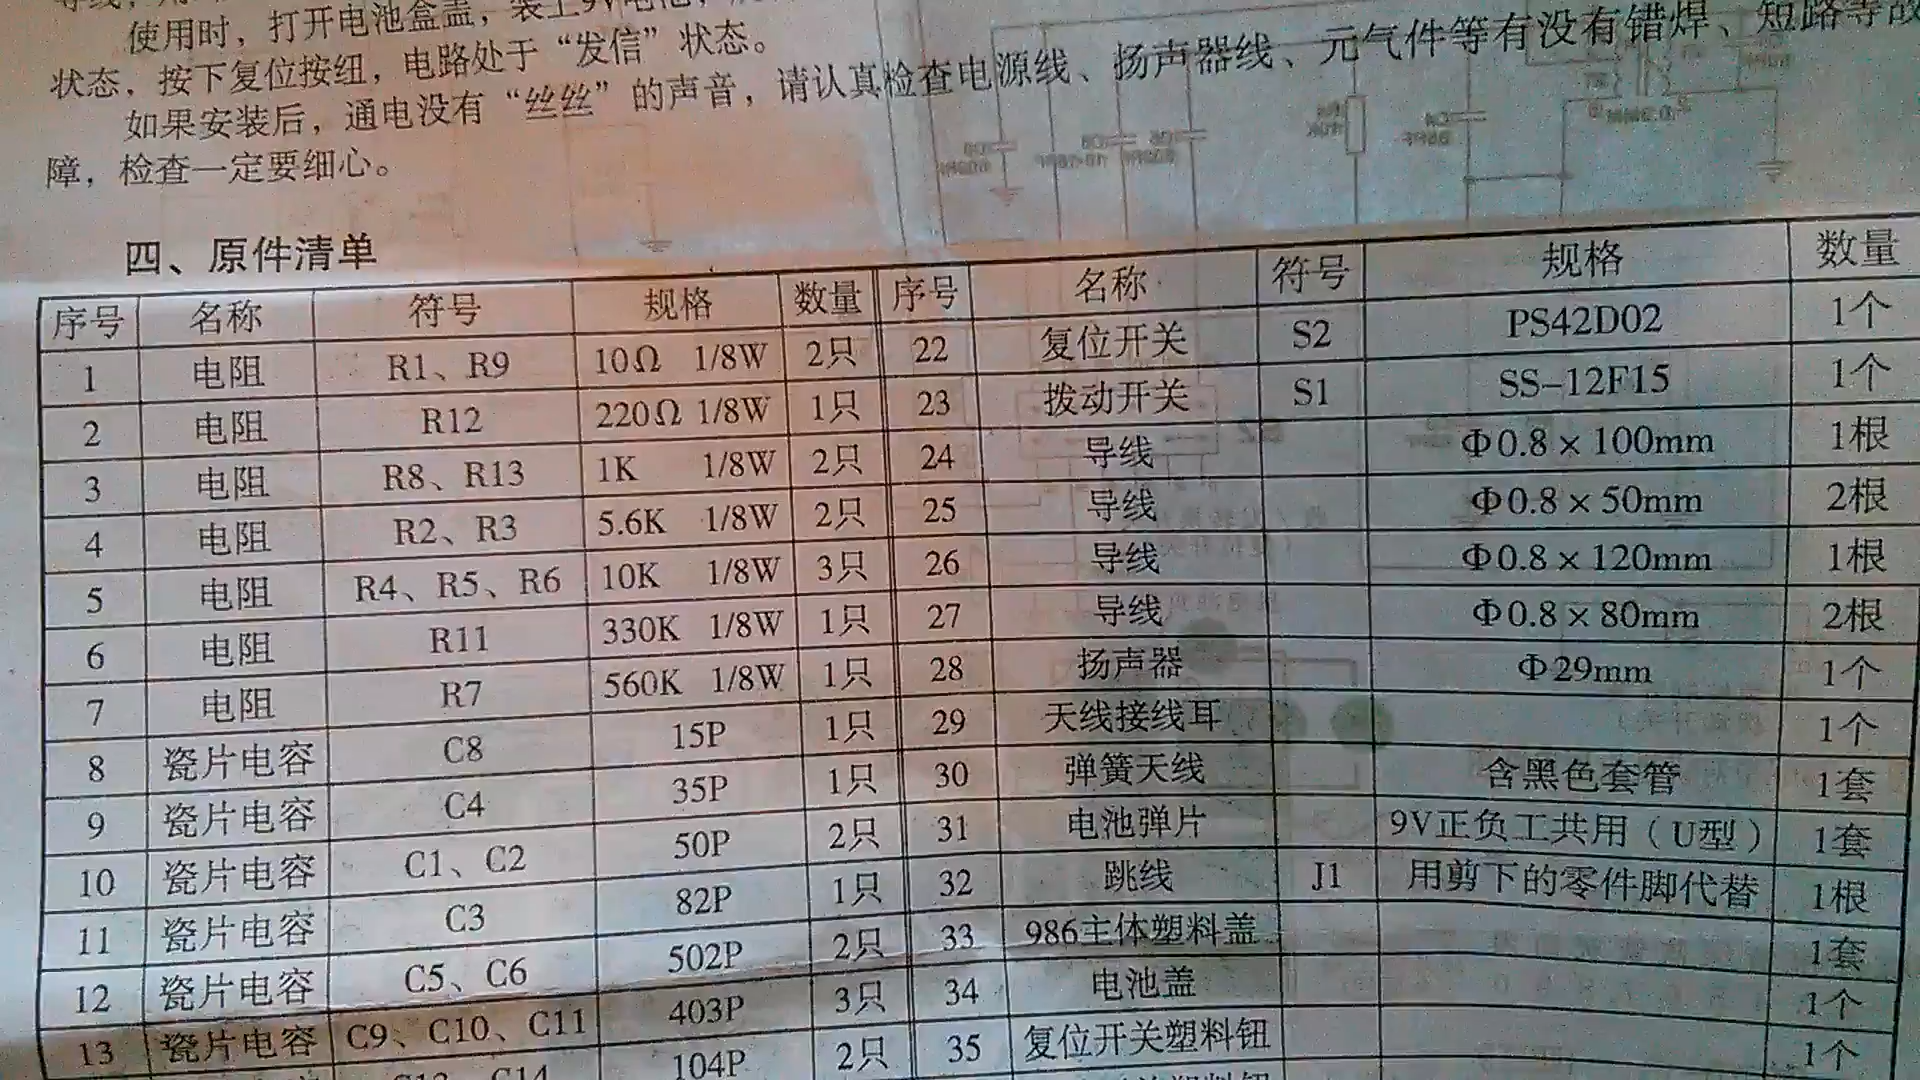 使用时，打开电池盒盖，装上9V电池，
状态，按下复位按纽，电路处于“发信”状态。
如果安装后，通电没有“丝丝”的声音，请认真检查电源线、扬声器线、元气件等有没有错焊、短路等故
障，检查一定要细心。
四、原件清单
序号 名称 符号 规格 数量 序号 名称 符号 规格 数量
1 电阻 R1、R9 10Ω 1/8W 2只 22 复位开关 S2 PS42D02 1个
2 电阻 R12 220Ω 1/8W 1只 23 拨动开关 S1 SS-12F15 1个
3 电阻 R8、R13 1K 1/8W 2只 24 导线 Φ0.8×100mm 1根
4 电阻 R2、R3 5.6K 1/8W 2只 25 导线 Φ0.8×50mm 2根
5 电阻 R4、R5、R6 10K 1/8W 3只 26 导线 Φ0.8×120mm 1根
6 电阻 R11 330K 1/8W 1只 27 导线 Φ0.8×80mm 2根
7 电阻 R7 560K 1/8W 1只 28 扬声器 Φ29mm 1个
8 瓷片电容 C8 15P 1只 29 天线接线耳 1个
9 瓷片电容 C4 35P 1只 30 弹簧天线 含黑色套管 1套
10 瓷片电容 C1、C2 50P 2只 31 电池弹片 9V正负工共用（U型） 1套
11 瓷片电容 C3 82P 1只 32 跳线 J1 用剪下的零件脚代替 1根
12 瓷片电容 C5、C6 502P 2只 33 986主体塑料盖 1套
13 瓷片电容 C9、C10、C11 403P 3只 34 电池盖 1个
C13、C14 104P 2只 35 复位开关塑料钮 1个